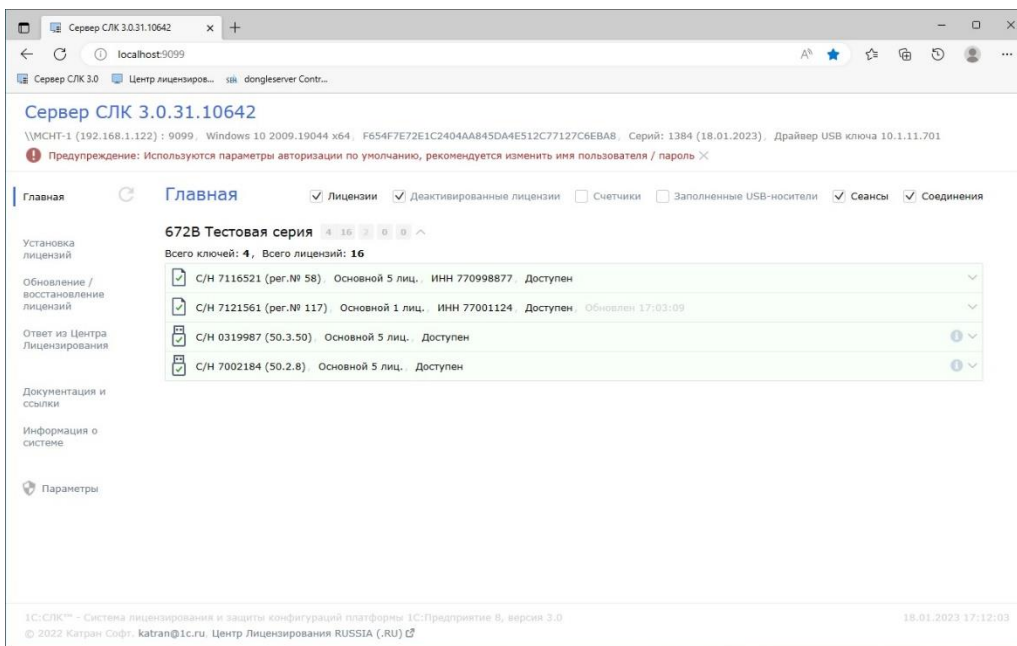 Сервер СЛК 3.0.31.10642
localhost:9099
Сервер СЛК 3.0 Центр лицензиров... dongleserver Contr...
Сервер СЛК 3.0.31.10642
\\MCHT-1 (192.168.1.122) : 9099, Windows 10 2009.19044 x64, F654F7E72E1C2404AA845DA4E512C77127C6EBA8, Серий: 1384 (18.01.2023), Драйвер USB ключа 10.1.11.701
Предупреждение: Используются параметры авторизации по умолчанию, рекомендуется изменить имя пользователя / пароль
Главная
Установка
лицензий
Обновление /
восстановление
лицензий
Ответ из Центра
Лицензирования
Документация и
ссылки
Информация о
системе
Параметры
Главная Лицензии Деактивированные лицензии Счетчики Заполненные USB-носители Сеансы Соединения
672B Тестовая серия 4 16 2 0 0
Всего ключей: 4, Всего лицензий: 16
С/Н 7116521 (рег.№ 58), Основной 5 лиц., ИНН 770998877, Доступен
С/Н 7121561 (рег.№ 117), Основной 1 лиц., ИНН 77001124, Доступен, Обновлен 17:03:09
С/Н 0319987 (50.3.50), Основной 5 лиц., Доступен
С/Н 7002184 (50.2.8), Основной 5 лиц., Доступен
1С:СЛК - Система лицензирования и защиты конфигураций платформы 1С:Предприятие 8, версия 3.0
18.01.2023 17:12:03
© 2022 Катран Софт. katran@1c.ru, Центр Лицензирования RUSSIA (.RU)